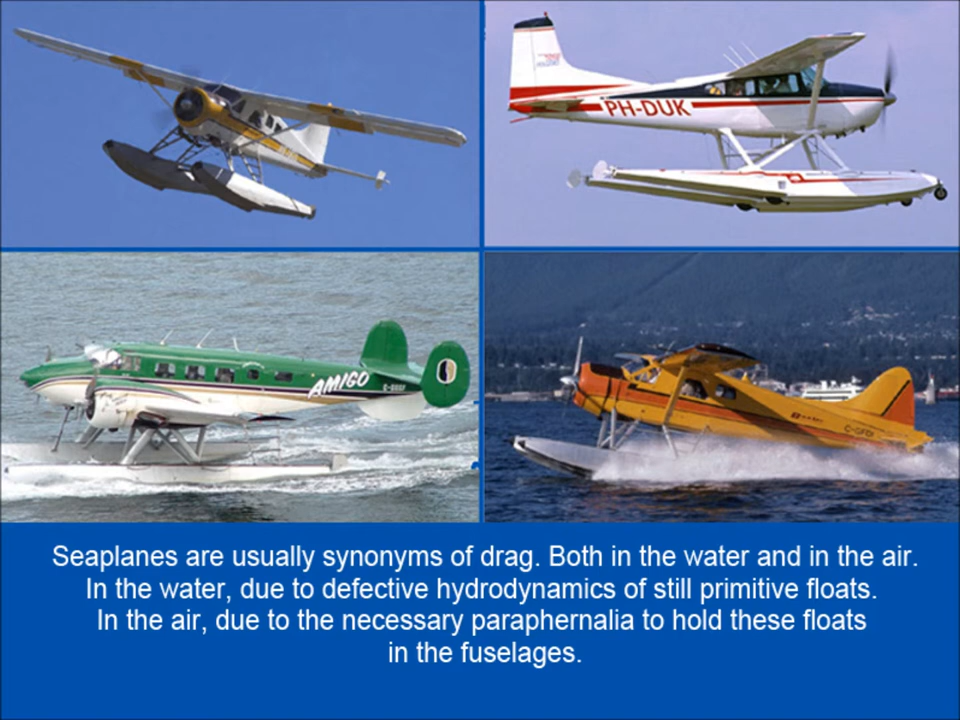 PH-DUK
AMIGO
Seaplanes are usually synonyms of drag. Both in the water and in the air.
In the water, due to defective hydrodynamics of still primitive floats.
In the air, due to the necessary paraphernalia to hold these floats
in the fuselages.